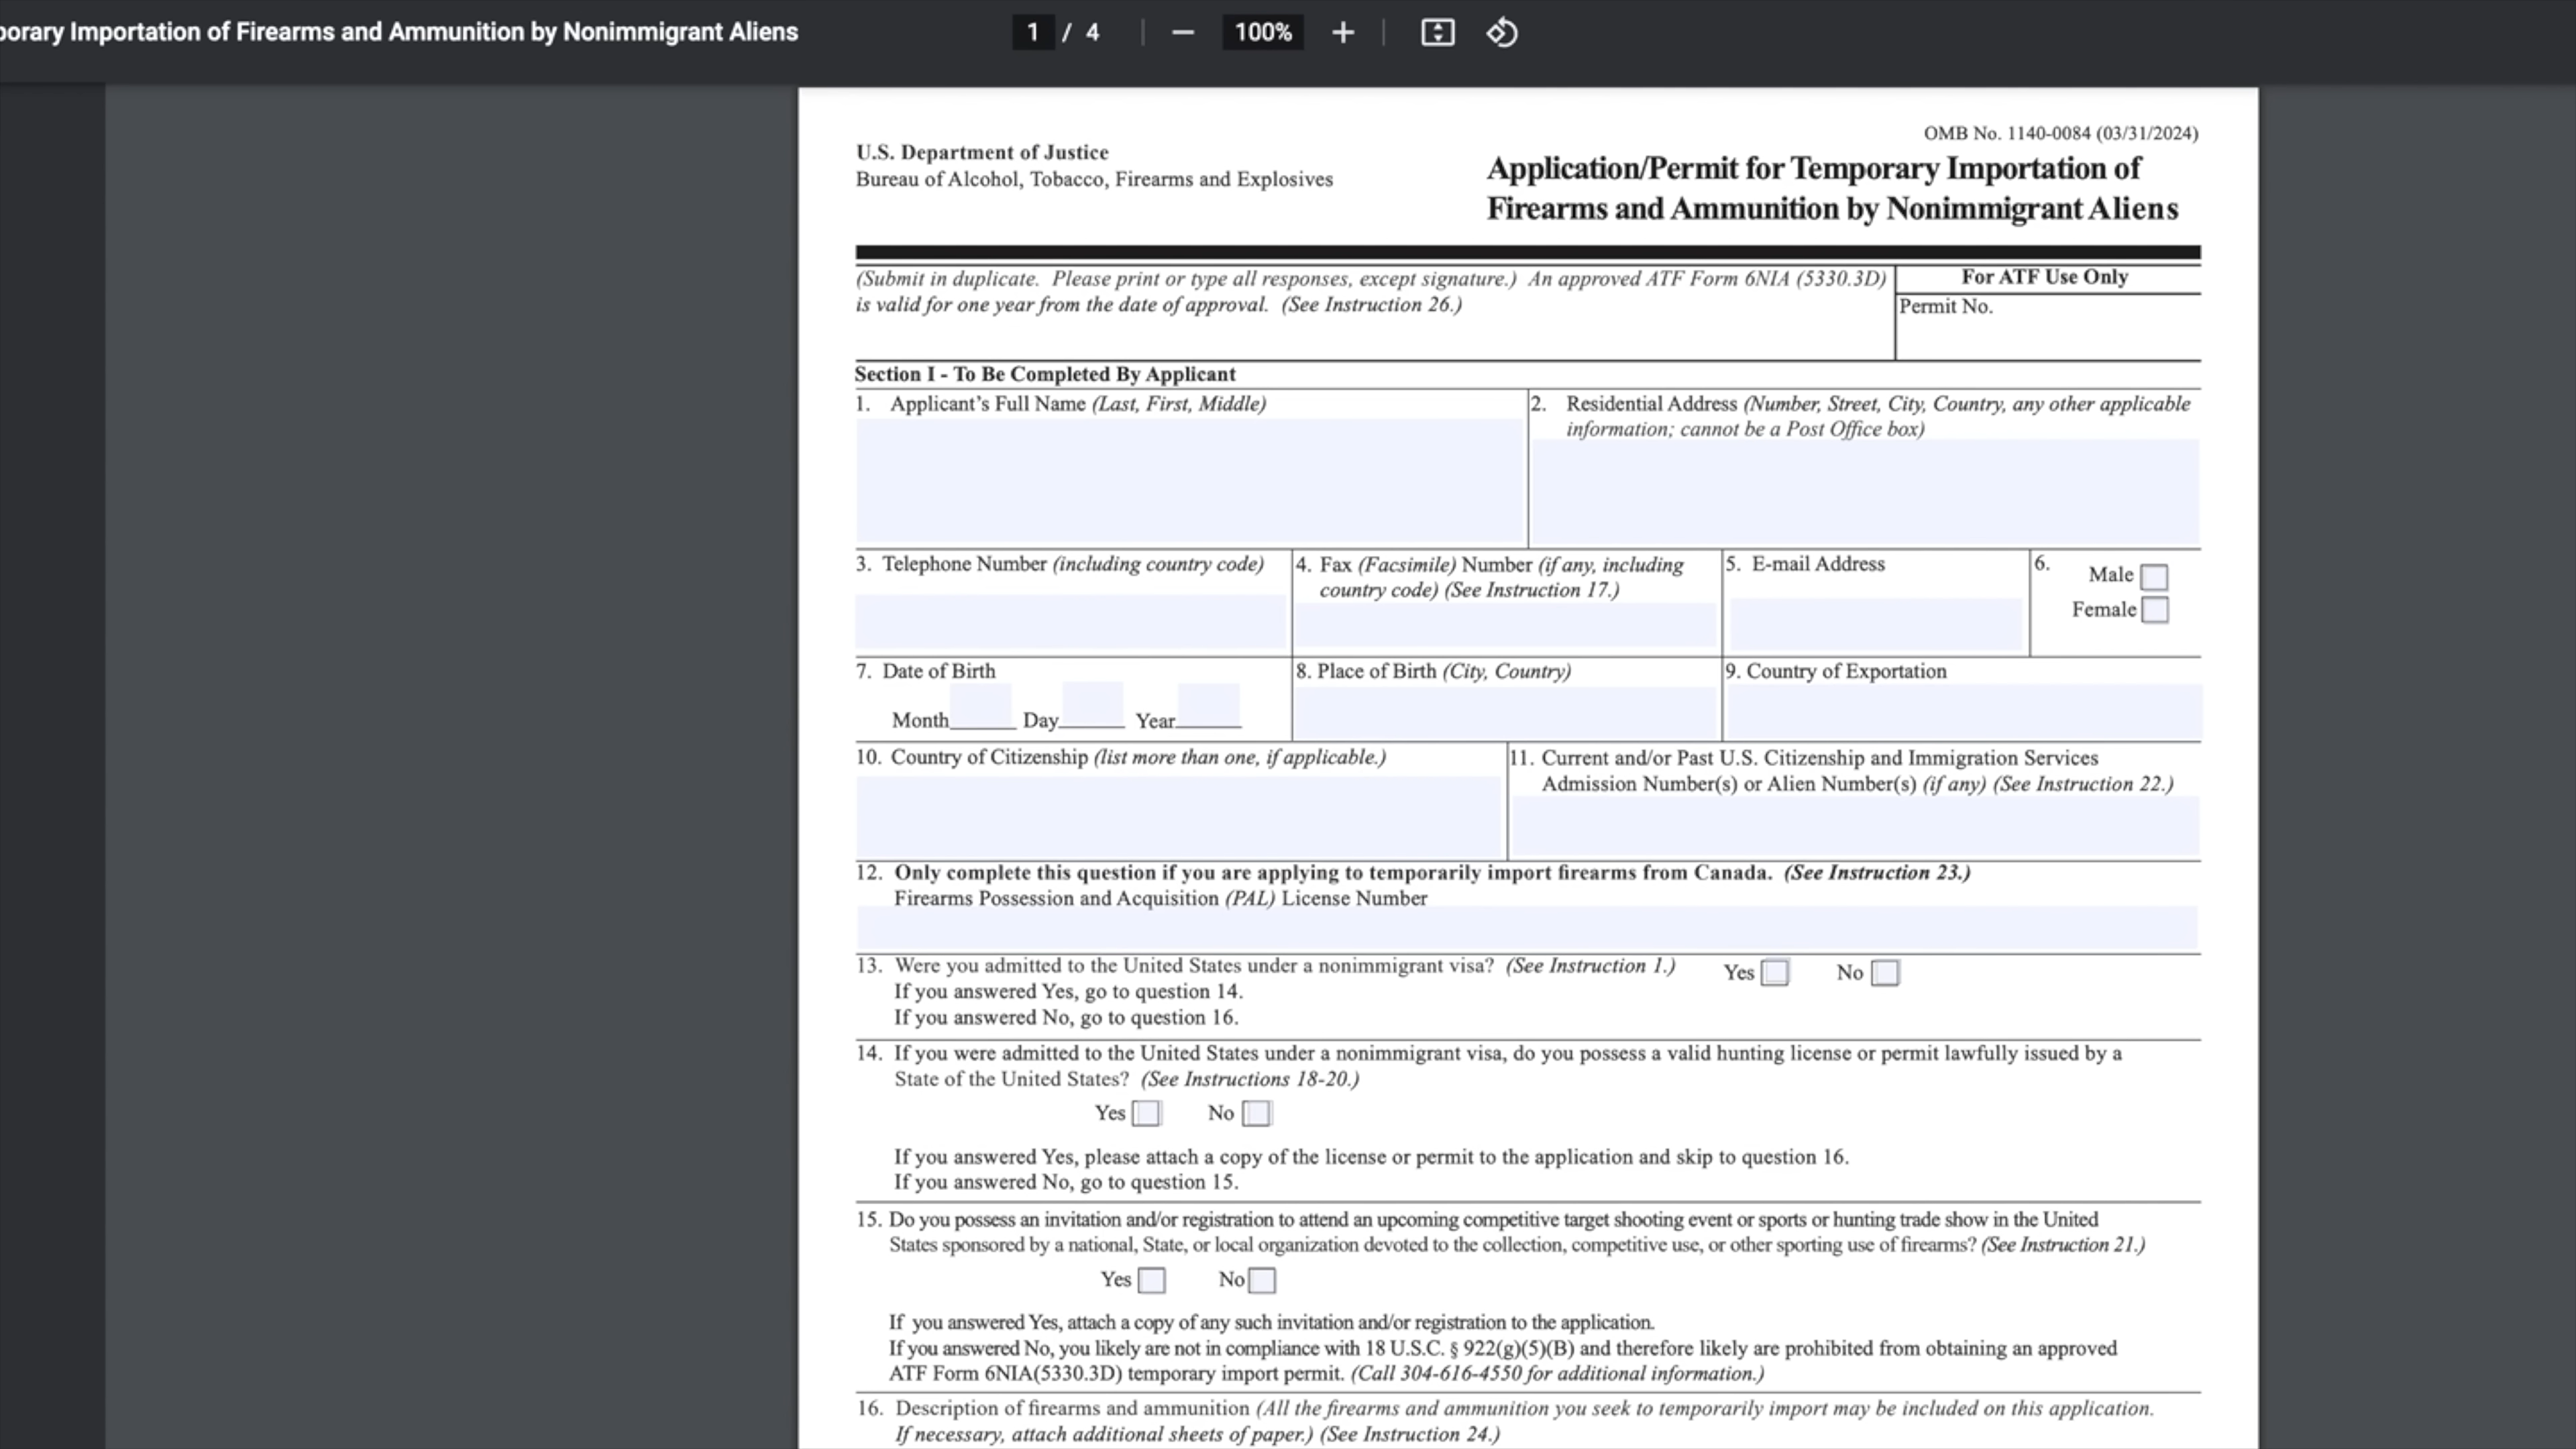 porary Importation of Firearms and Ammunition by Nonimmigrant Aliens
1 / 4
100%
OMB No. 1140-0084 (03/31/2024)
U.S. Department of Justice
Bureau of Alcohol, Tobacco, Firearms and Explosives
Application/Permit for Temporary Importation of
Firearms and Ammunition by Nonimmigrant Aliens
(Submit in duplicate. Please print or type all responses, except signature.) An approved ATF Form 6NIA (5330.3D)
is valid for one year from the date of approval. (See Instruction 26.)
For ATF Use Only
Permit No.
Section I - To Be Completed By Applicant
1. Applicant's Full Name (Last, First, Middle)
2. Residential Address (Number, Street, City, Country, any other applicable
information; cannot be a Post Office box)
3. Telephone Number (including country code)
4. Fax (Facsimile) Number (if any, including
country code) (See Instruction 17.)
5. E-mail Address
6. Male
Female
7. Date of Birth
Month Day Year
8. Place of Birth (City, Country)
9. Country of Exportation
10. Country of Citizenship (list more than one, if applicable.)
11. Current and/or Past U.S. Citizenship and Immigration Services
Admission Number(s) or Alien Number(s) (if any) (See Instruction 22.)
12. Only complete this question if you are applying to temporarily import firearms from Canada. (See Instruction 23.)
Firearms Possession and Acquisition (PAL) License Number
13. Were you admitted to the United States under a nonimmigrant visa? (See Instruction 1.) Yes No
If you answered Yes, go to question 14.
If you answered No, go to question 16.
14. If you were admitted to the United States under a nonimmigrant visa, do you possess a valid hunting license or permit lawfully issued by a
State of the United States? (See Instructions 18-20.)
Yes No
If you answered Yes, please attach a copy of the license or permit to the application and skip to question 16.
If you answered No, go to question 15.
15. Do you possess an invitation and/or registration to attend an upcoming competitive target shooting event or sports or hunting trade show in the United
States sponsored by a national, State, or local organization devoted to the collection, competitive use, or other sporting use of firearms? (See Instruction 21.)
Yes No
If you answered Yes, attach a copy of any such invitation and/or registration to the application.
If you answered No, you likely are not in compliance with 18 U.S.C. § 922(g)(5)(B) and therefore likely are prohibited from obtaining an approved
ATF Form 6NIA(5330.3D) temporary import permit. (Call 304-616-4550 for additional information.)
16. Description of firearms and ammunition (All the firearms and ammunition you seek to temporarily import may be included on this application.
If necessary, attach additional sheets of paper.) (See Instruction 24.)